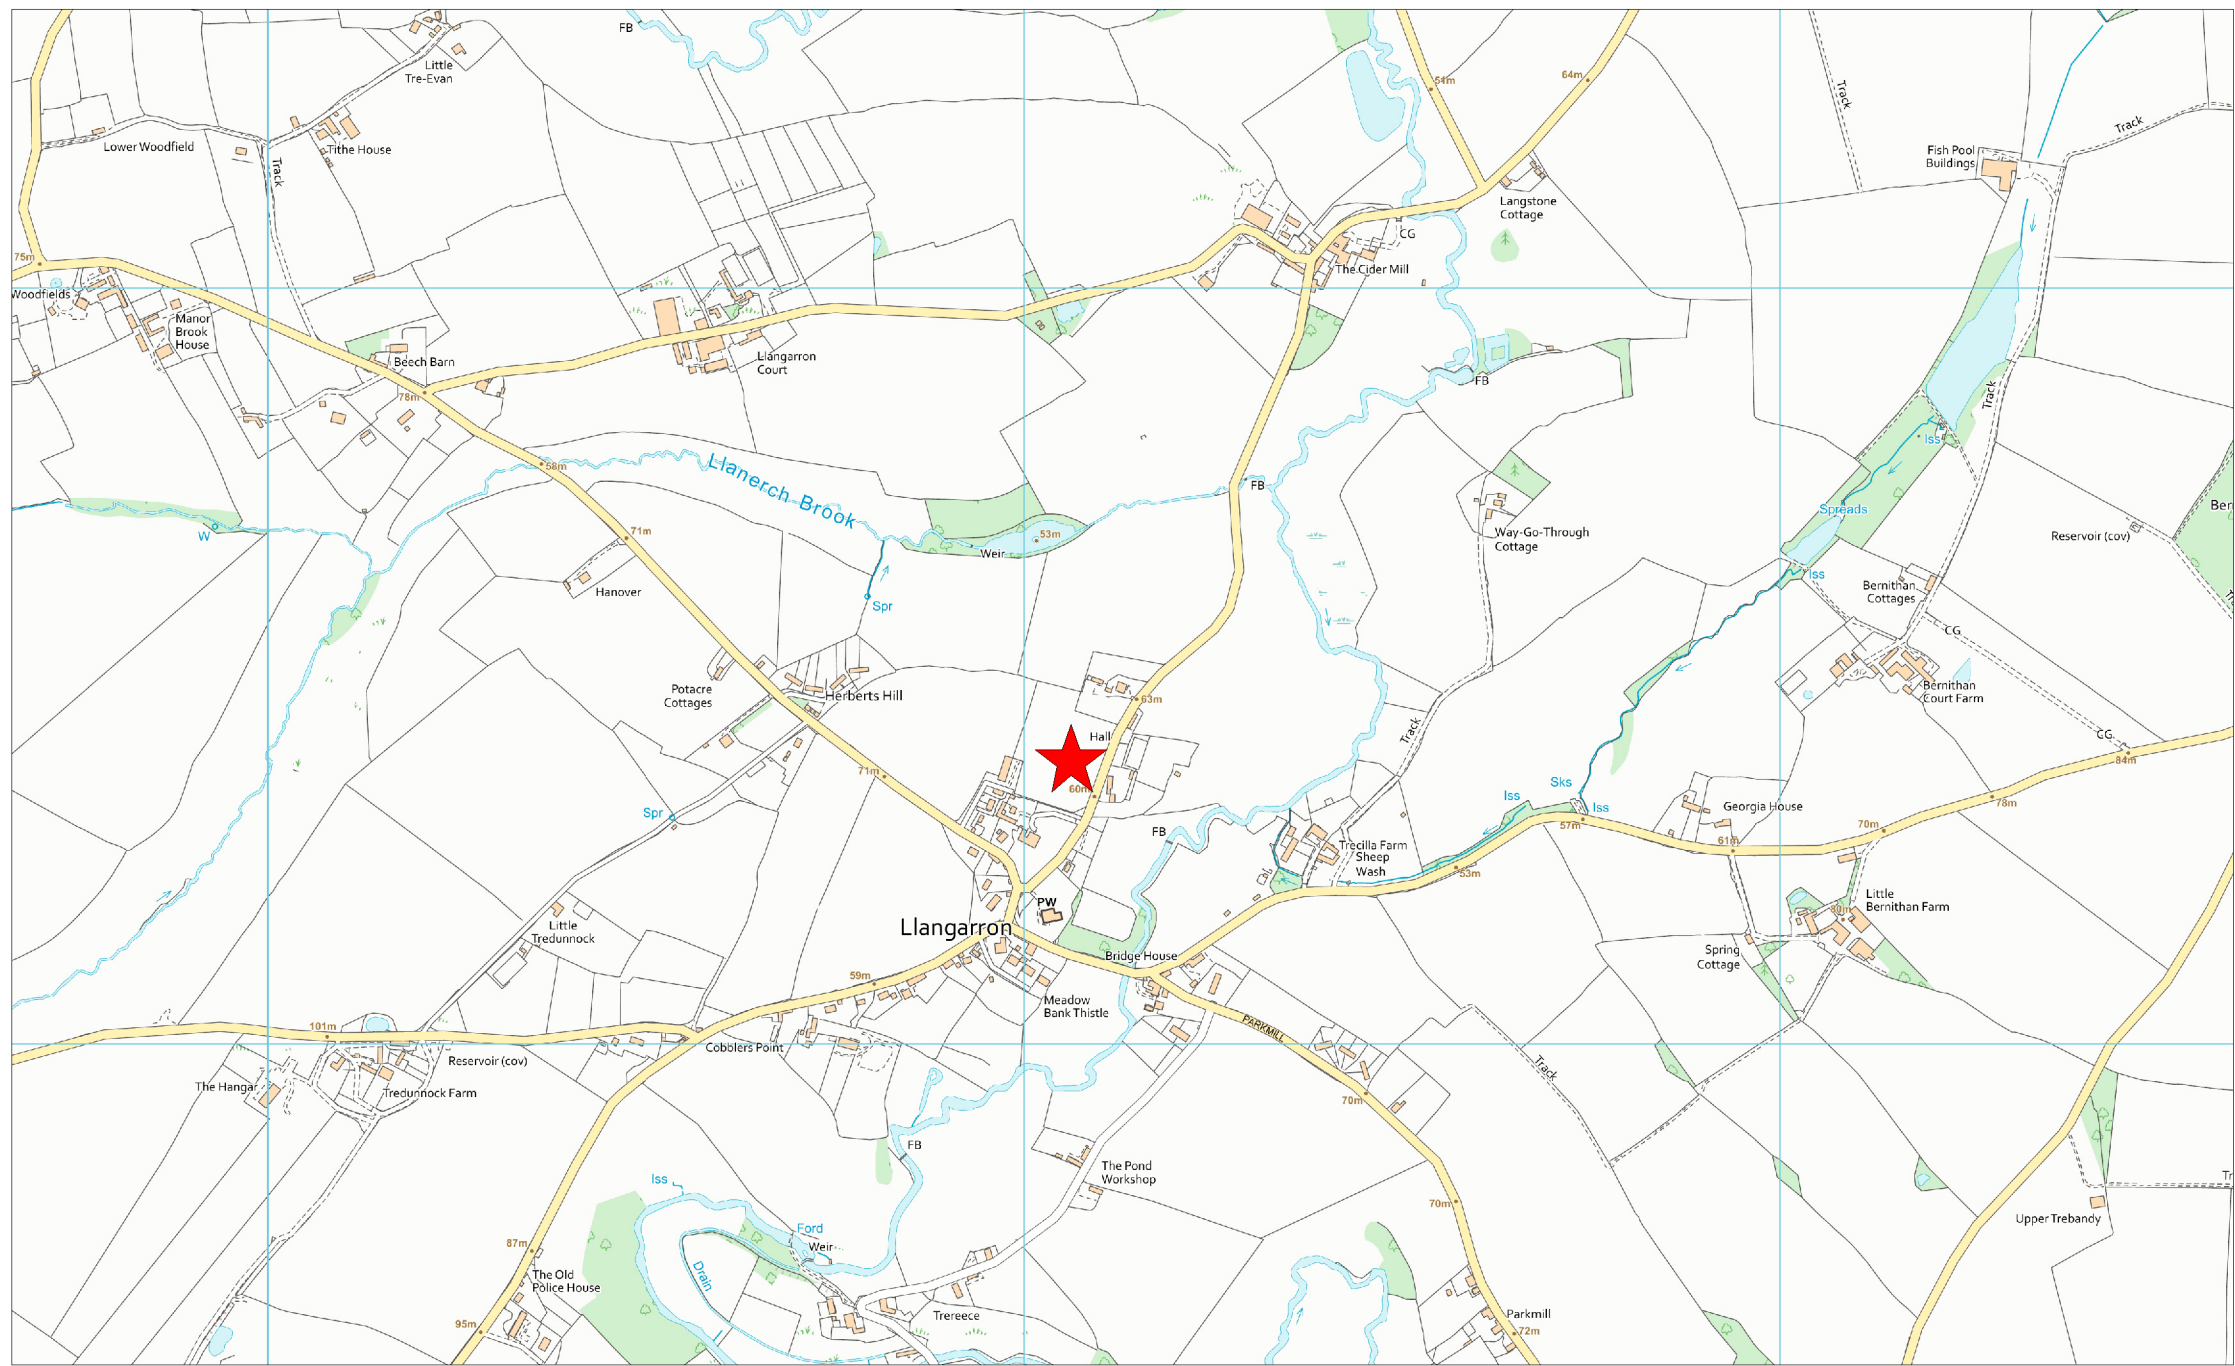 FB
Little
Tre-Evan
51m
64m
Track
Track
Lower Woodfield
Tithe House
Track
Fish Pool
Buildings
Langstone
Cottage
CG
75m
The Cider Mill
Woodfields
Manor
Brook
House
Beech Barn
Llangarron
Court
78m
FB
Track
Iss
58m
Llanerch Brook
FB
Spreads
Ber
W
71m
Weir
53m
Way-Go-Through
Cottage
Reservoir (cov)
Hanover
Spr
Iss
Bernithan
Cottages
CG
Potacre
Cottages
Herberts Hill
63m
Bernithan
Court Farm
Hall
Track
CG
84m
71m
60m
Sks
Iss
Iss
Spr
Georgia House
78m
57m
70m
FB
61m
Trecilla Farm
Sheep
Wash
53m
PW
Little
Bernithan Farm
80m
Little
Tredunnock
Llangarron
Bridge House
Spring
Cottage
59m
Meadow
Bank Thistle
101m
PARKMILL
Cobblers Point
Reservoir (cov)
Track
The Hangar
Tredunnock Farm
70m
FB
The Pond
Workshop
Iss
Tr
70m
Upper Trebandy
Ford
87m
Weir
Drain
The Old
Police House
Trereece
Parkmill
95m
72m